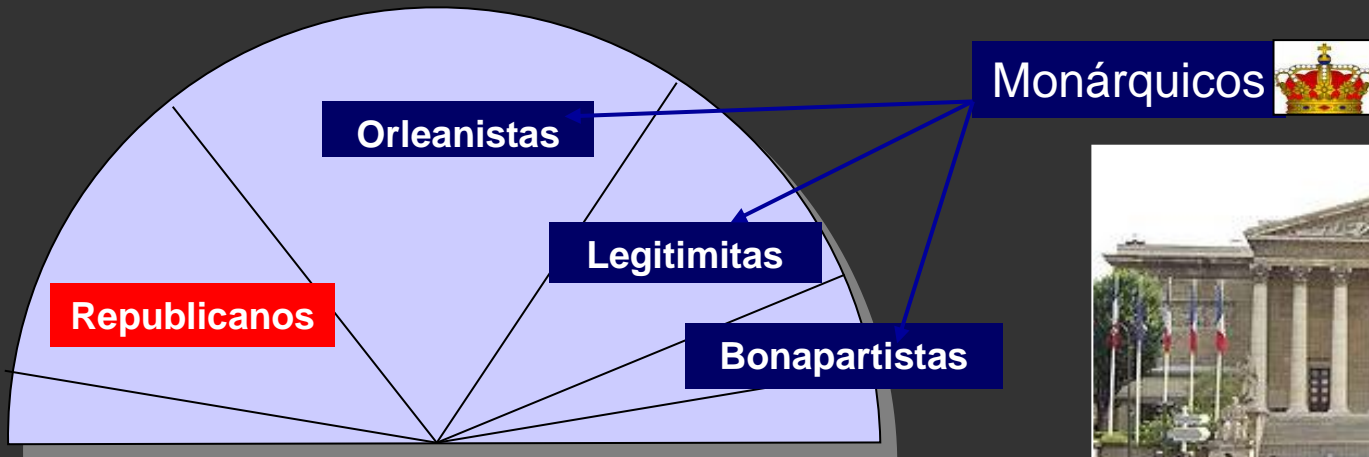 Monárquicos
Orleanistas
Legitimitas
Republicanos
Bonapartistas